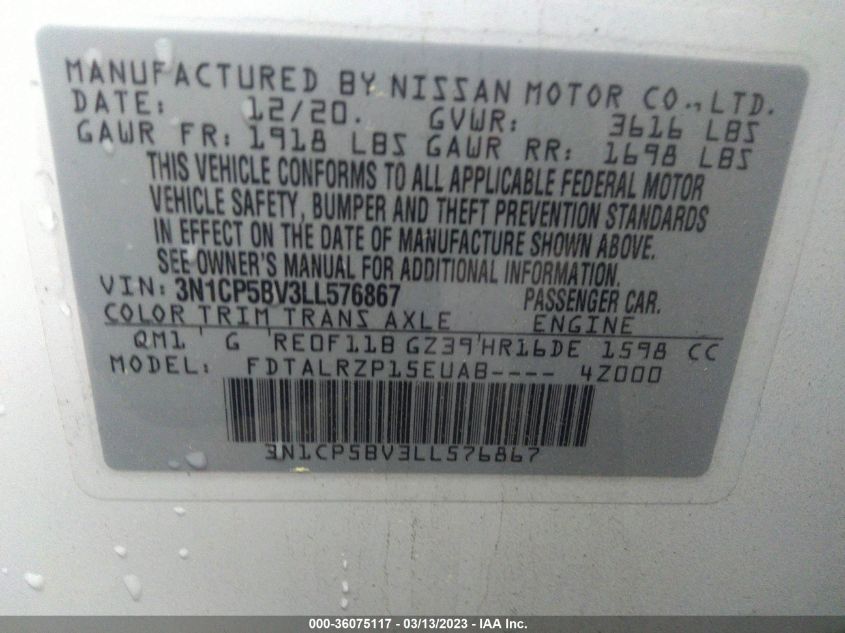 MANUFACTURED BY NISSAN MOTOR CO., LTD.
DATE: 12/20. GVWR: 3616 LBS
GAWR FR: 1918 LBS GAWR RR: 1698 LBS
THIS VEHICLE CONFORMS TO ALL APPLICABLE FEDERAL MOTOR
VEHICLE SAFETY, BUMPER AND THEFT PREVENTION STANDARDS
IN EFFECT ON THE DATE OF MANUFACTURE SHOWN ABOVE.
SEE OWNER'S MANUAL FOR ADDITIONAL INFORMATION.
VIN: 3N1CP5BV3LL576867 PASSENGER CAR.
COLOR TRIM TRANS AXLE ENGINE
QM1 ' G ' RE0F11B GZ39'HR16DE 1598 CC
MODEL: FDTALRZP15EUAB---- 4Z000
3N1CP5BV3LL576867
000-36075117 - 03/13/2023 - IAA Inc.